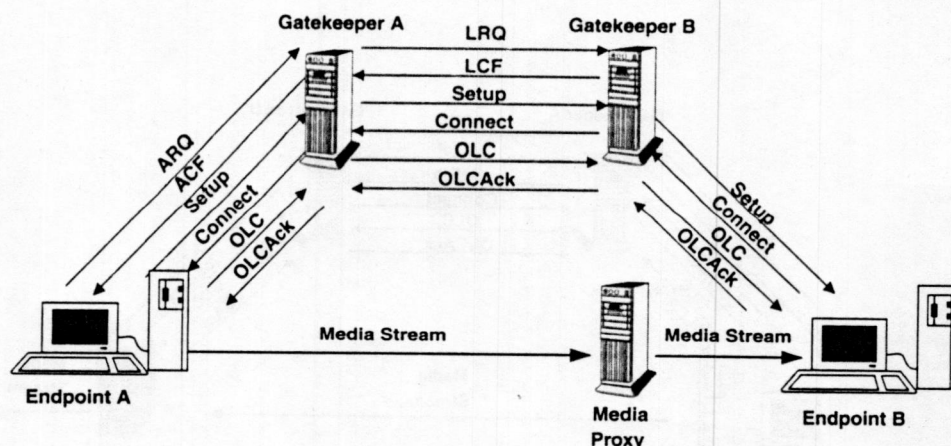 Gatekeeper A
Gatekeeper B
LRQ
LCF
Setup
Connect
OLC
OLCAck
ARQ
ACF
Setup
Connect
OLC
OLCAck
Setup
Connect
OLC
OLCAck
Media Stream
Media Stream
Endpoint A
Media
Proxy
Endpoint B